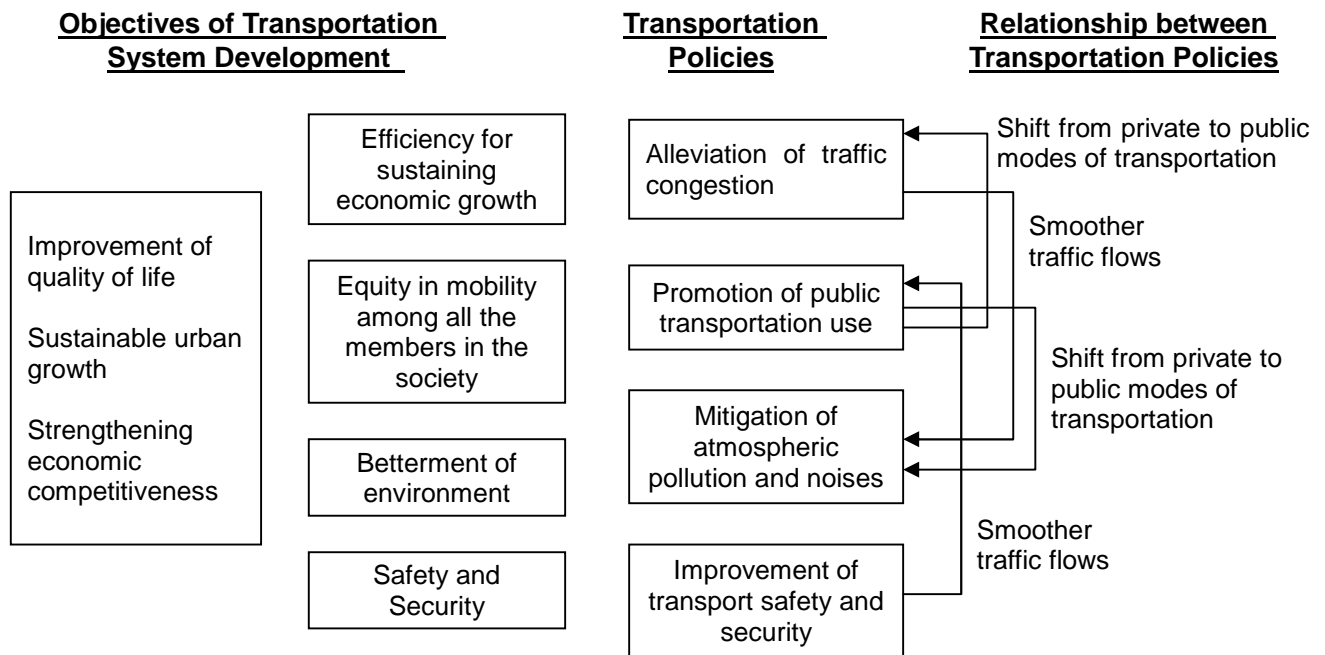 Objectives of Transportation
System Development
Transportation
Policies
Relationship between
Transportation Policies
Improvement of
quality of life
Sustainable urban
growth
Strengthening
economic
competitiveness
Efficiency for
sustaining
economic growth
Equity in mobility
among all the
members in the
society
Betterment of
environment
Safety and
Security
Alleviation of traffic
congestion
Promotion of public
transportation use
Mitigation of
atmospheric
pollution and noises
Improvement of
transport safety and
security
Shift from private to public
modes of transportation
Smoother
traffic flows
Shift from private to
public modes of
transportation
Smoother
traffic flows